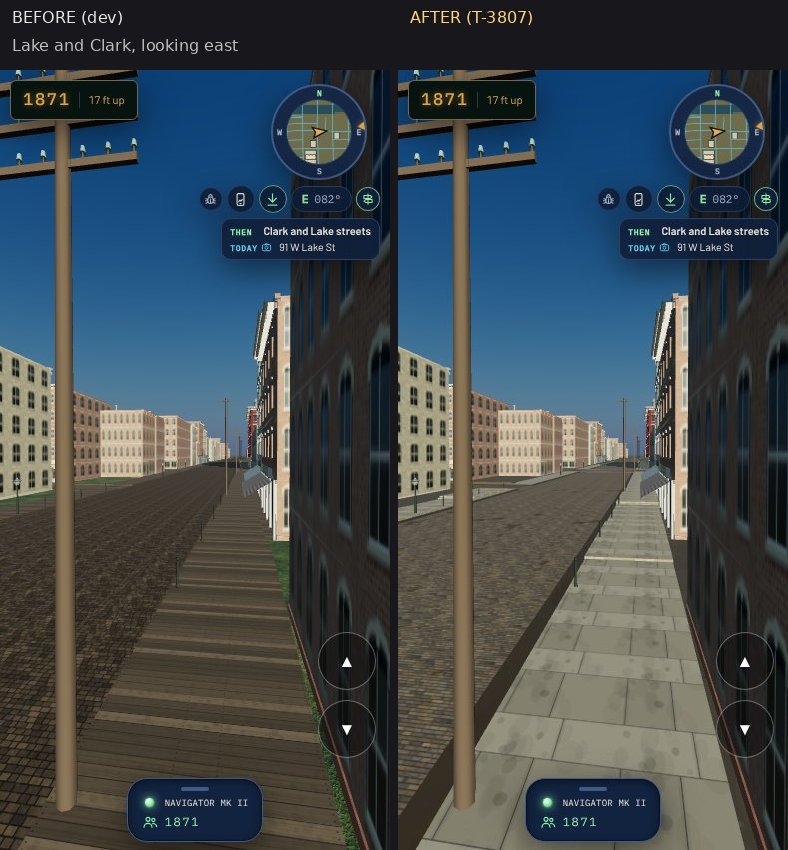 BEFORE (dev)
AFTER (T-3807)
Lake and Clark, looking east
1871 17 ft up
N
W E
S
E 082°
THEN Clark and Lake streets
TODAY 91 W Lake St
NAVIGATOR MK II
1871
1871 17 ft up
N
W E
S
E 082°
THEN Clark and Lake streets
TODAY 91 W Lake St
NAVIGATOR MK II
1871